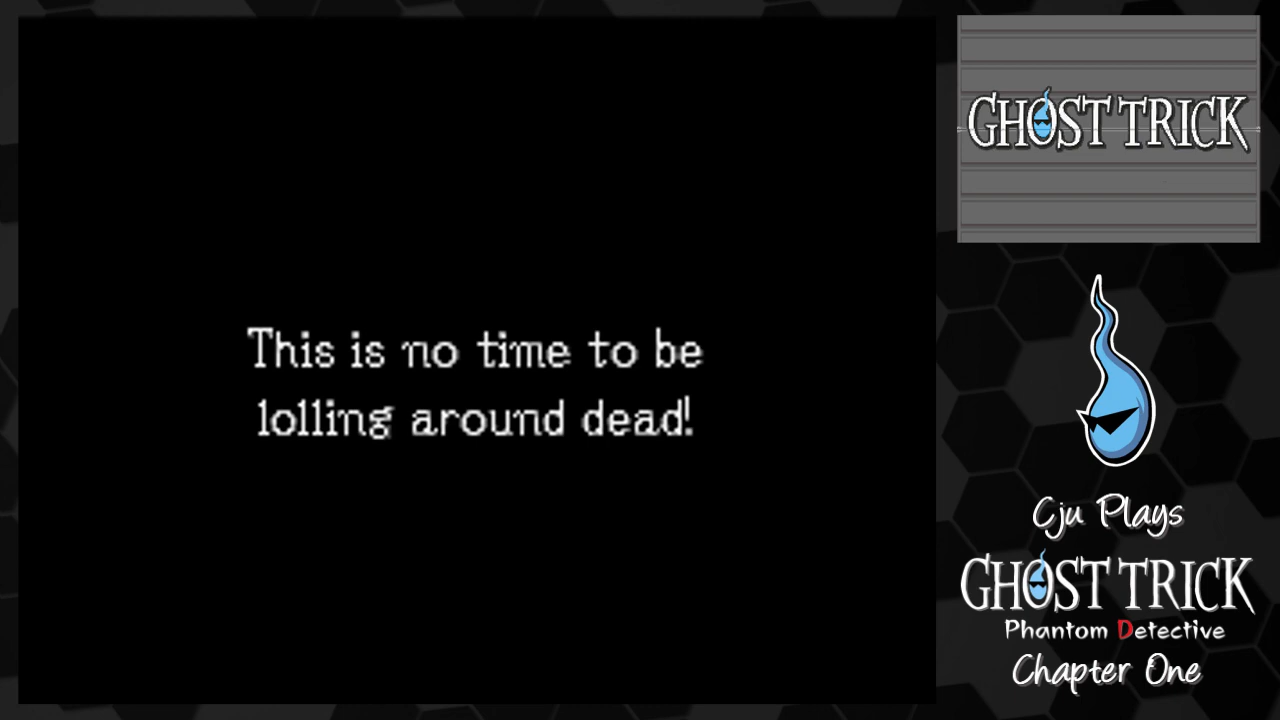 This is no time to be
lolling around dead!
GHOST TRICK
Cju Plays
GHOST TRICK
Phantom Detective
Chapter One